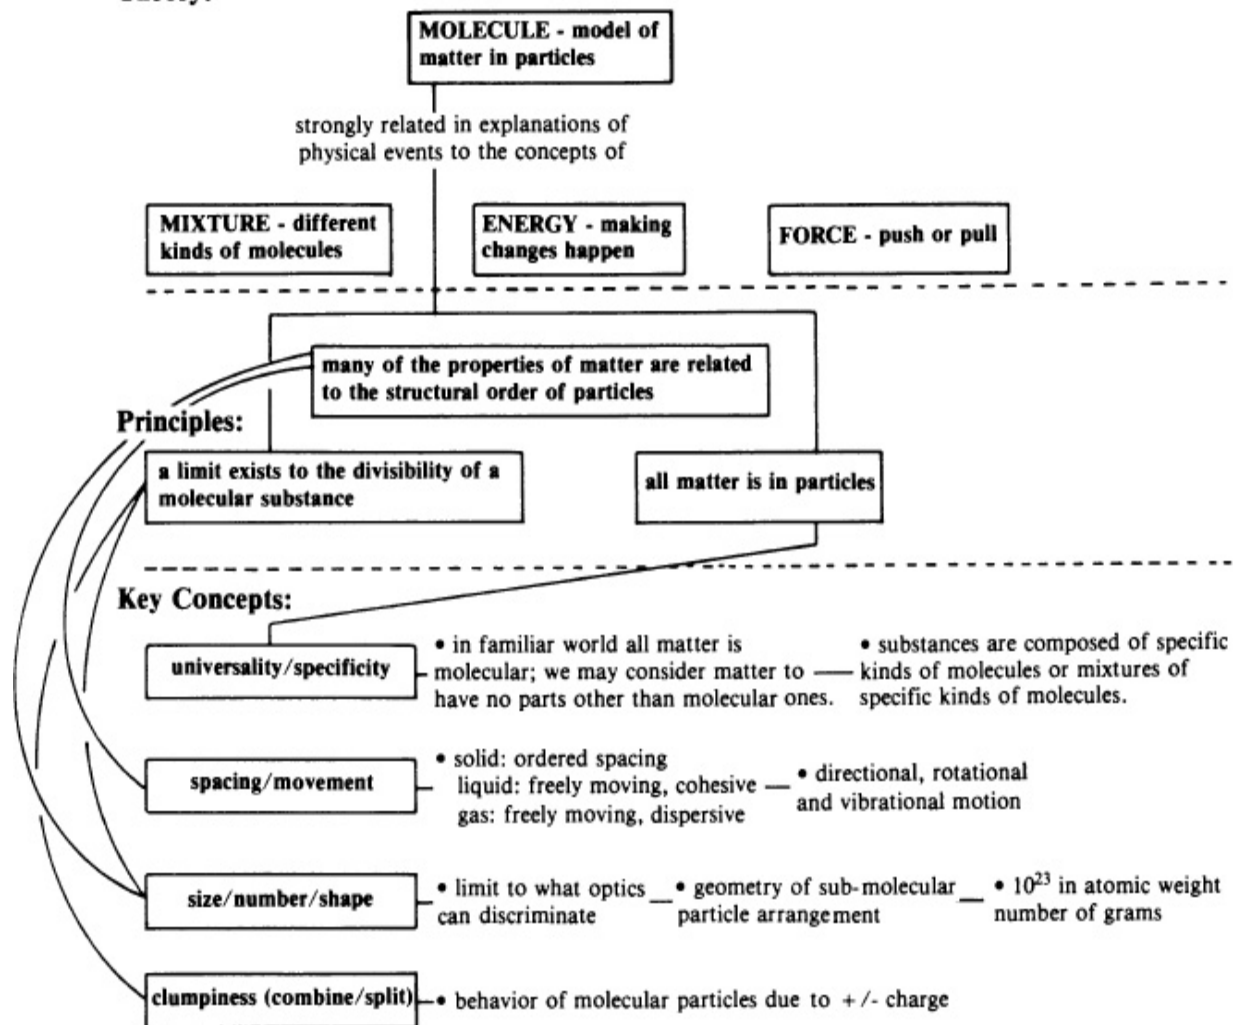 Theory:
MOLECULE - model of
matter in particles
strongly related in explanations of
physical events to the concepts of
MIXTURE - different
kinds of molecules
ENERGY - making
changes happen
FORCE - push or pull
many of the properties of matter are related
to the structural order of particles
Principles:
a limit exists to the divisibility of a
molecular substance
all matter is in particles
Key Concepts:
universality/specificity
• in familiar world all matter is
molecular; we may consider matter to
have no parts other than molecular ones.
• substances are composed of specific
kinds of molecules or mixtures of
specific kinds of molecules.
spacing/movement
• solid: ordered spacing
liquid: freely moving, cohesive
gas: freely moving, dispersive
• directional, rotational
and vibrational motion
size/number/shape
• limit to what optics
can discriminate
• geometry of sub-molecular
particle arrangement
• 10²³ in atomic weight
number of grams
clumpiness (combine/split)
• behavior of molecular particles due to +/- charge